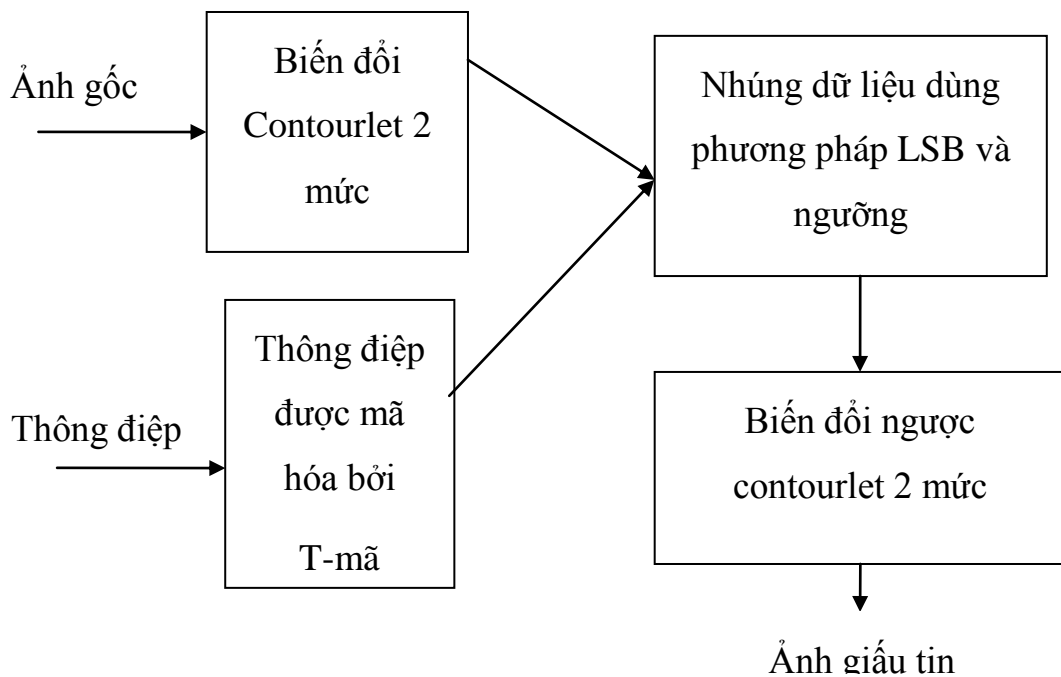 Ảnh gốc
Biến đổi
Contourlet 2
mức
Thông điệp
Thông điệp
được mã
hóa bởi
T-mã
Nhúng dữ liệu dùng
phương pháp LSB và
ngưỡng
Biến đổi ngược
contourlet 2 mức
Ảnh giấu tin